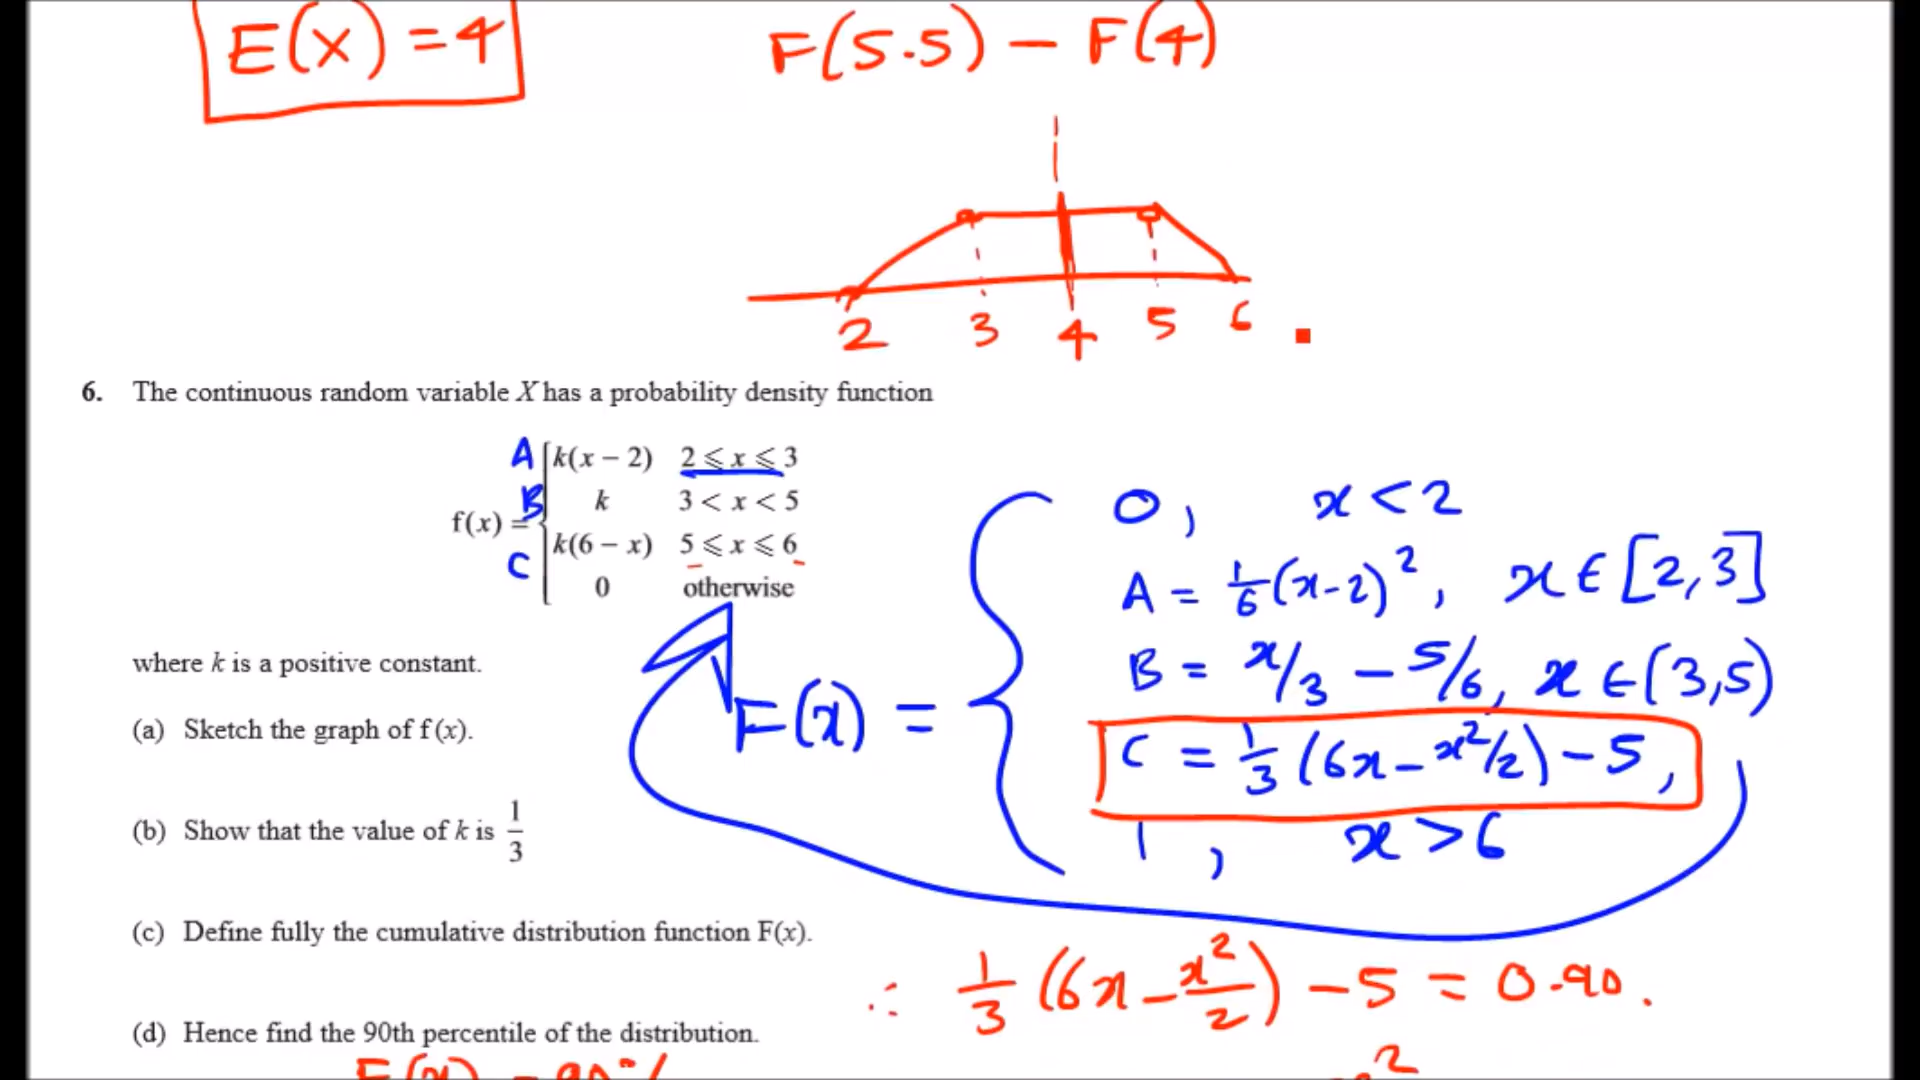 E(x) = 4
F(5.5) - F(4)
2 3 4 5 6
6. The continuous random variable X has a probability density function
A k(x − 2) 2 ⩽ x ⩽ 3
B k 3 < x < 5
f(x) =
C k(6 − x) 5 ⩽ x ⩽ 6
0 otherwise
0, x < 2
A = 1/6 (x-2)², x ∈ [2,3]
B = x/3 - 5/6, x ∈ (3,5)
F(x) =
C = 1/3 (6x - x²/2) - 5,
1, x > 6
where k is a positive constant.
(a) Sketch the graph of f(x).
(b) Show that the value of k is 1/3
(c) Define fully the cumulative distribution function F(x).
∴ 1/3 (6x - x²/2) - 5 = 0.90.
(d) Hence find the 90th percentile of the distribution.